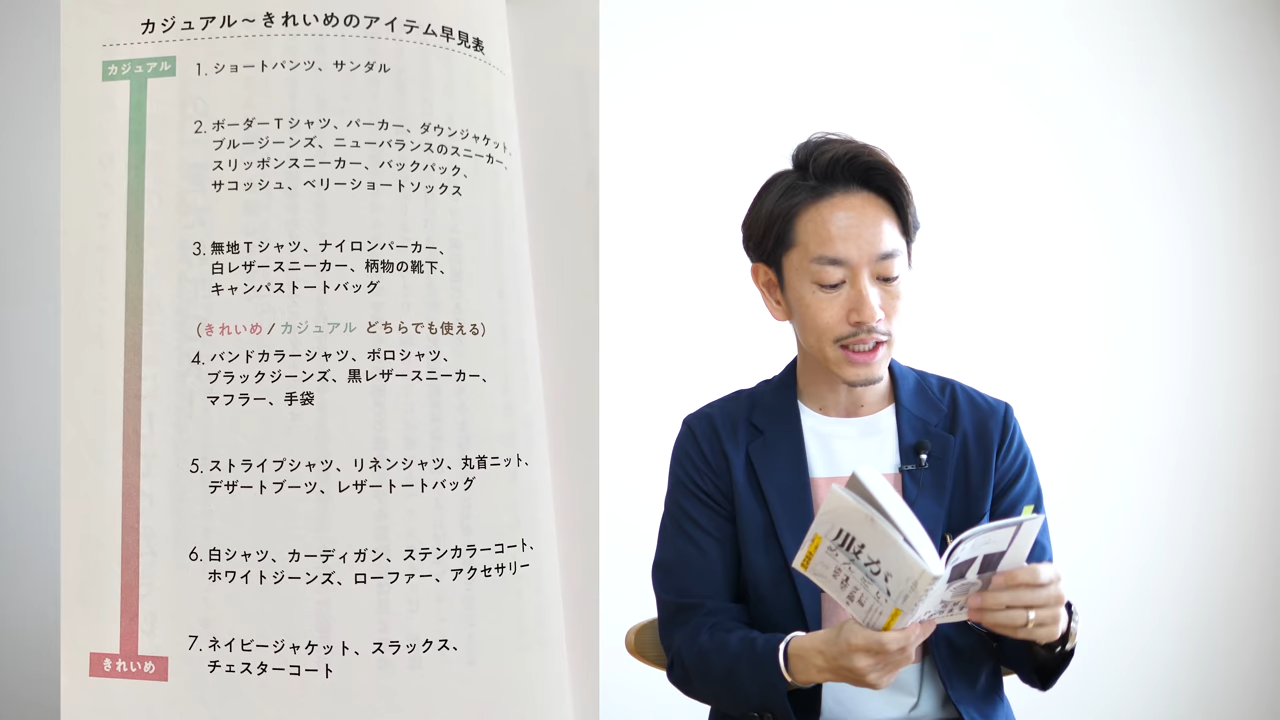 カジュアル〜きれいめのアイテム早見表
カジュアル
1. ショートパンツ、サンダル
2. ボーダーTシャツ、パーカー、ダウンジャケット、
ブルージーンズ、ニューバランスのスニーカー、
スリッポンスニーカー、バックパック、
サコッシュ、ベリーショートソックス
3. 無地Tシャツ、ナイロンパーカー、
白レザースニーカー、柄物の靴下、
キャンバストートバッグ
(きれいめ / カジュアル どちらでも使える)
4. バンドカラーシャツ、ポロシャツ、
ブラックジーンズ、黒レザースニーカー、
マフラー、手袋
5. ストライプシャツ、リネンシャツ、丸首ニット、
デザートブーツ、レザートートバッグ
6. 白シャツ、カーディガン、ステンカラーコート、
ホワイトジーンズ、ローファー、アクセサリー
7. ネイビージャケット、スラックス、
チェスターコート
きれいめ
服が、